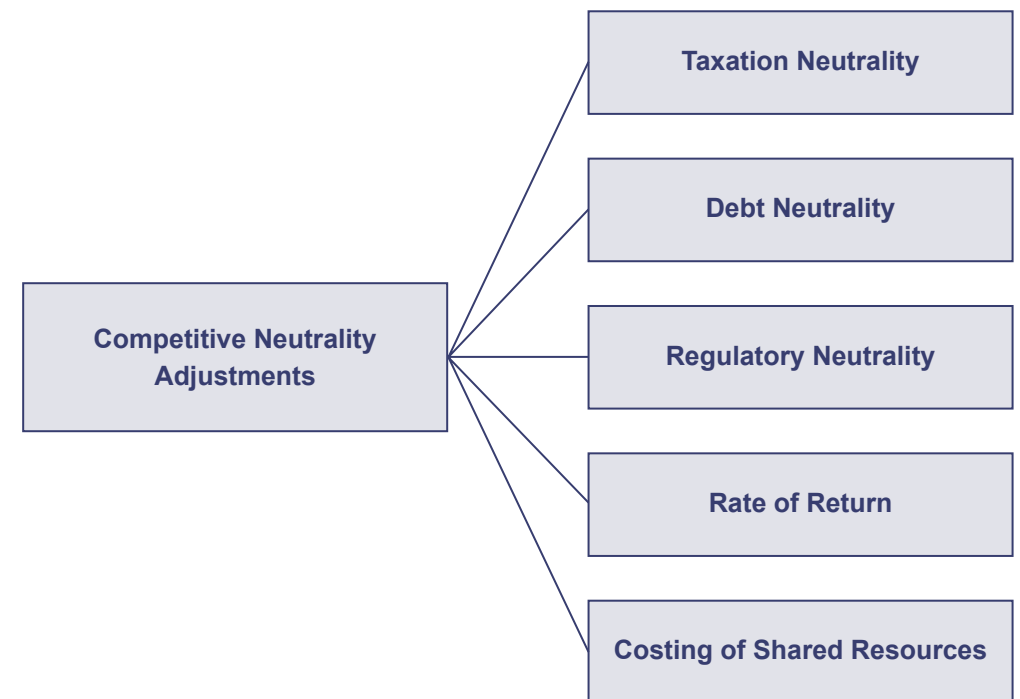 Taxation Neutrality
Debt Neutrality
Competitive Neutrality
Adjustments
Regulatory Neutrality
Rate of Return
Costing of Shared Resources